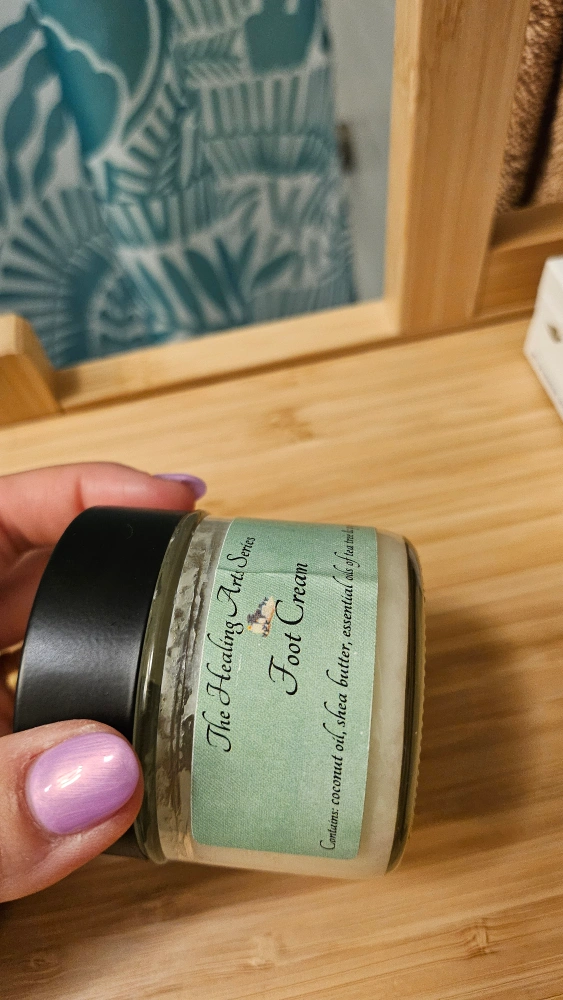 The Healing Arts Series
Foot Cream
Contains: coconut oil, shea butter, essential oils of tea tree